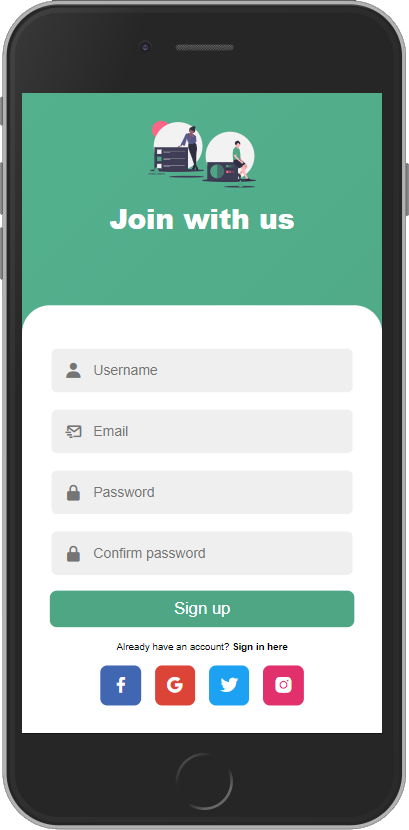 Join with us
Username
Email
Password
Confirm password
Sign up
Already have an account? Sign in here